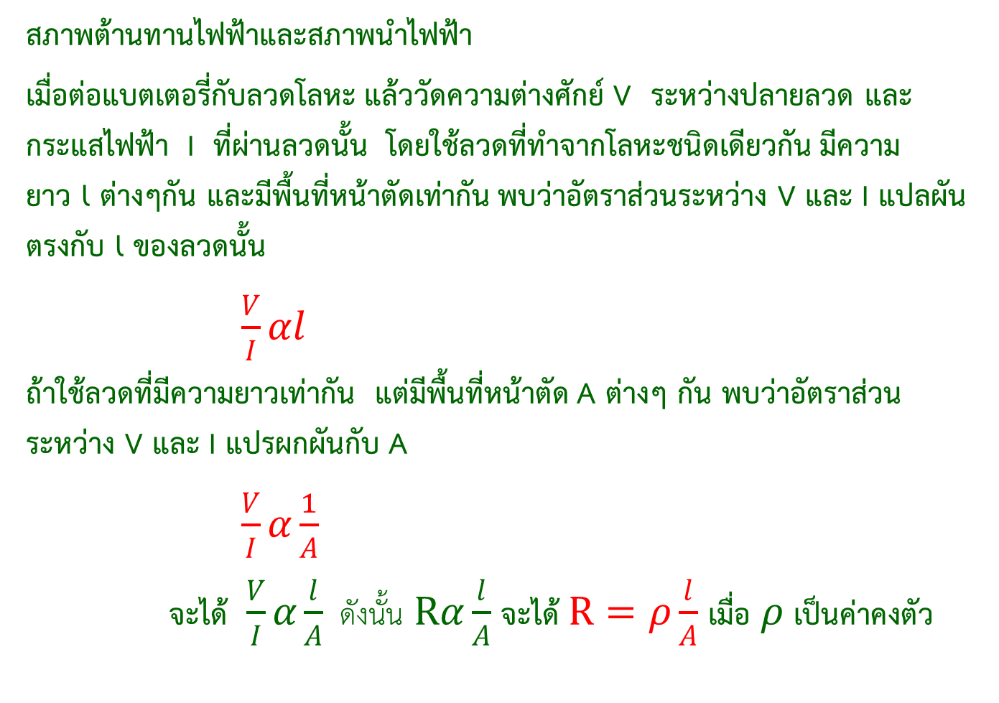 สภาพต้านทานไฟฟ้าและสภาพนำไฟฟ้า
เมื่อต่อแบตเตอรี่กับลวดโลหะ แล้ววัดความต่างศักย์ V ระหว่างปลายลวด และ
กระแสไฟฟ้า I ที่ผ่านลวดนั้น โดยใช้ลวดที่ทำจากโลหะชนิดเดียวกัน มีความ
ยาว l ต่างๆกัน และมีพื้นที่หน้าตัดเท่ากัน พบว่าอัตราส่วนระหว่าง V และ I แปลผัน
ตรงกับ l ของลวดนั้น
V/I α l
ถ้าใช้ลวดที่มีความยาวเท่ากัน แต่มีพื้นที่หน้าตัด A ต่างๆ กัน พบว่าอัตราส่วน
ระหว่าง V และ I แปรผกผันกับ A
V/I α 1/A
จะได้ V/I α l/A ดังนั้น R α l/A จะได้ R = ρ l/A เมื่อ ρ เป็นค่าคงตัว